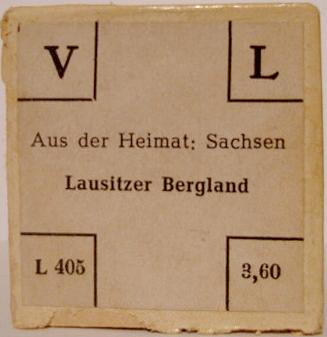 V L
Aus der Heimat: Sachsen
Lausitzer Bergland
L 405 3,60